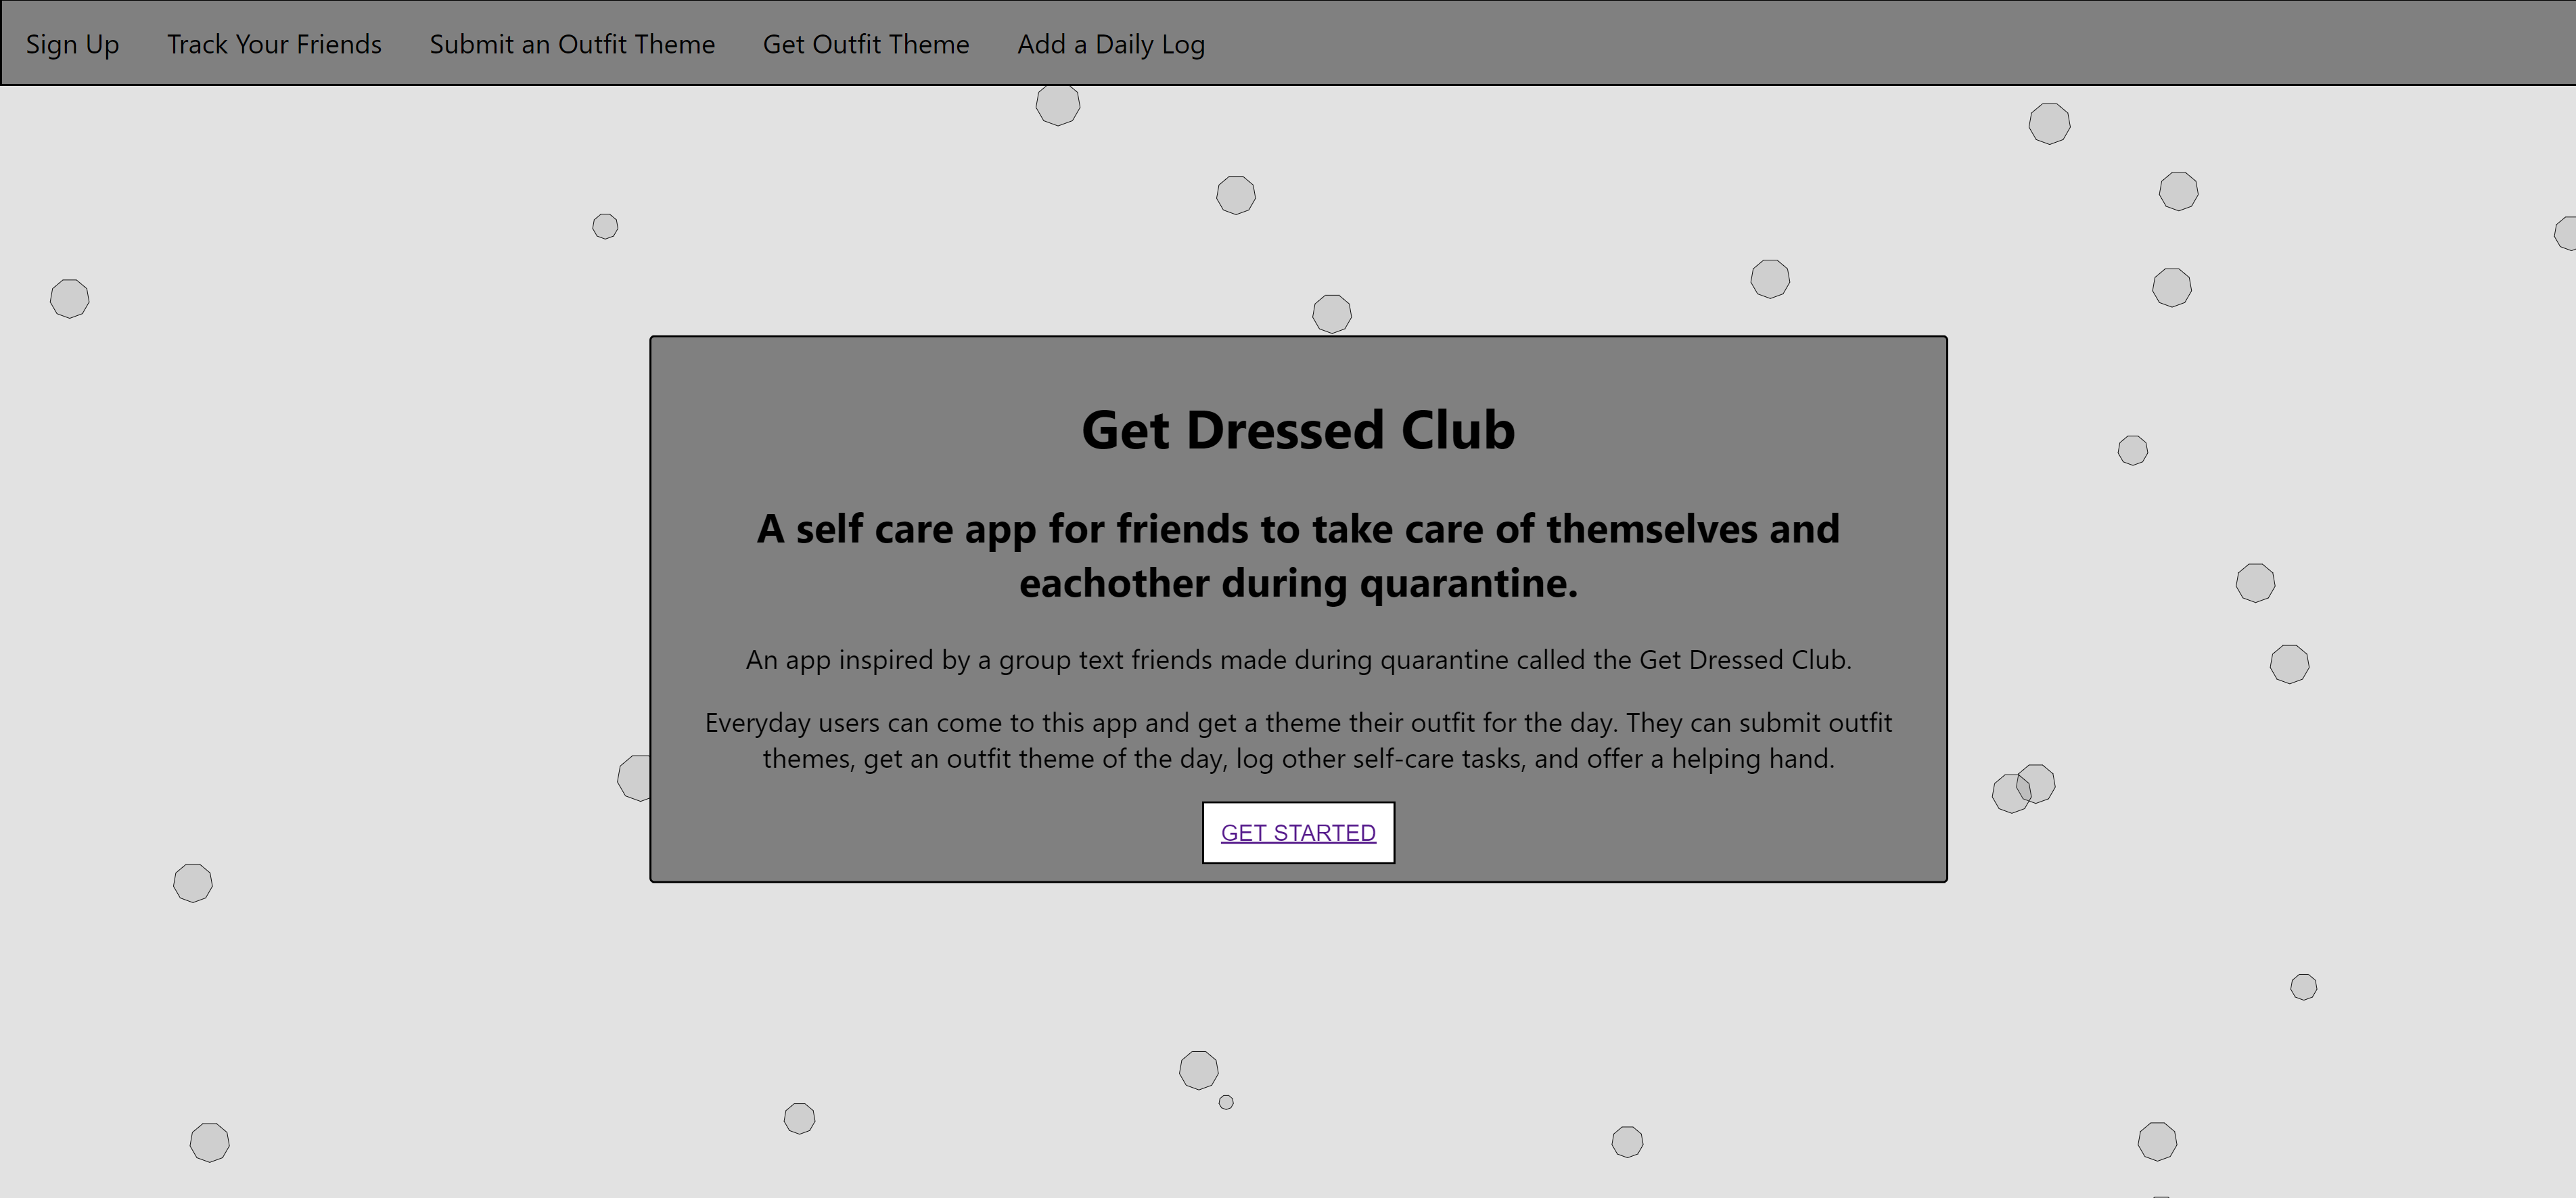 Sign Up Track Your Friends Submit an Outfit Theme Get Outfit Theme Add a Daily Log
Get Dressed Club
A self care app for friends to take care of themselves and
eachother during quarantine.
An app inspired by a group text friends made during quarantine called the Get Dressed Club.
Everyday users can come to this app and get a theme their outfit for the day. They can submit outfit
themes, get an outfit theme of the day, log other self-care tasks, and offer a helping hand.
GET STARTED